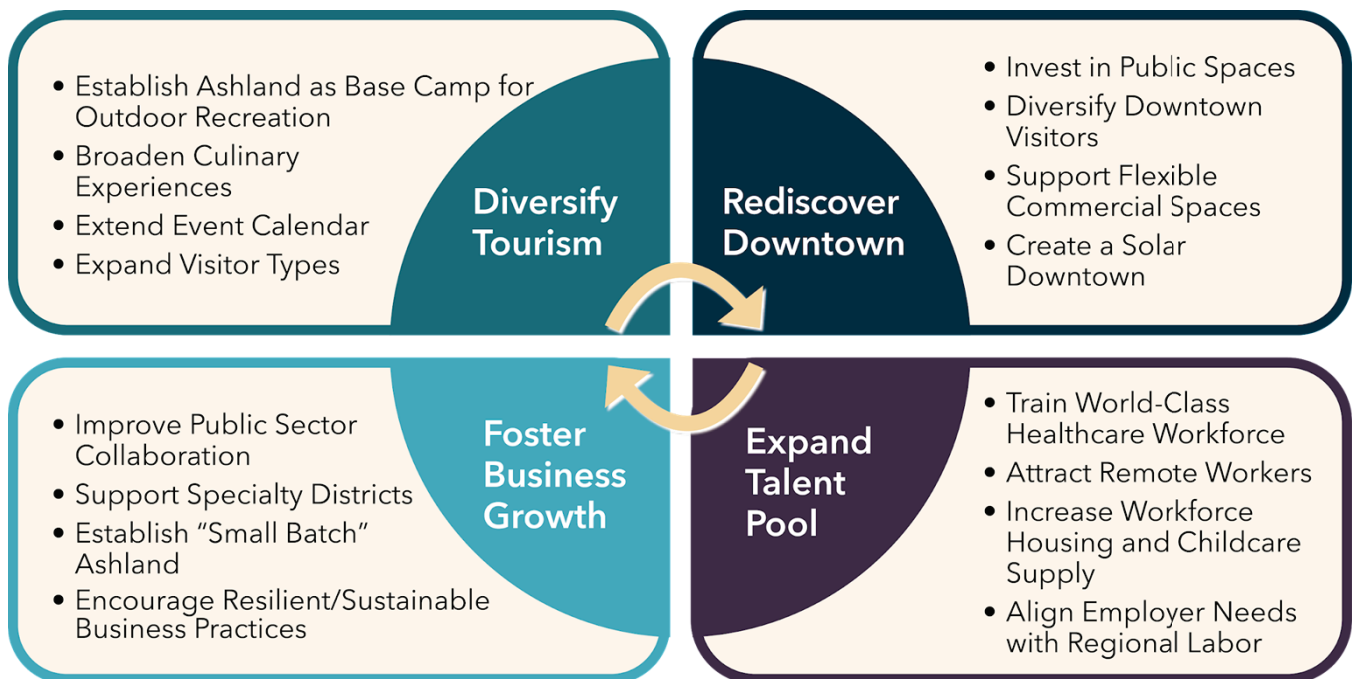 • Establish Ashland as Base Camp for
Outdoor Recreation
• Broaden Culinary
Experiences
• Extend Event Calendar
• Expand Visitor Types
Diversify
Tourism
Rediscover
Downtown
• Invest in Public Spaces
• Diversify Downtown
Visitors
• Support Flexible
Commercial Spaces
• Create a Solar
Downtown
• Improve Public Sector
Collaboration
• Support Specialty Districts
• Establish “Small Batch”
Ashland
• Encourage Resilient/Sustainable
Business Practices
Foster
Business
Growth
Expand
Talent
Pool
• Train World-Class
Healthcare Workforce
• Attract Remote Workers
• Increase Workforce
Housing and Childcare
Supply
• Align Employer Needs
with Regional Labor